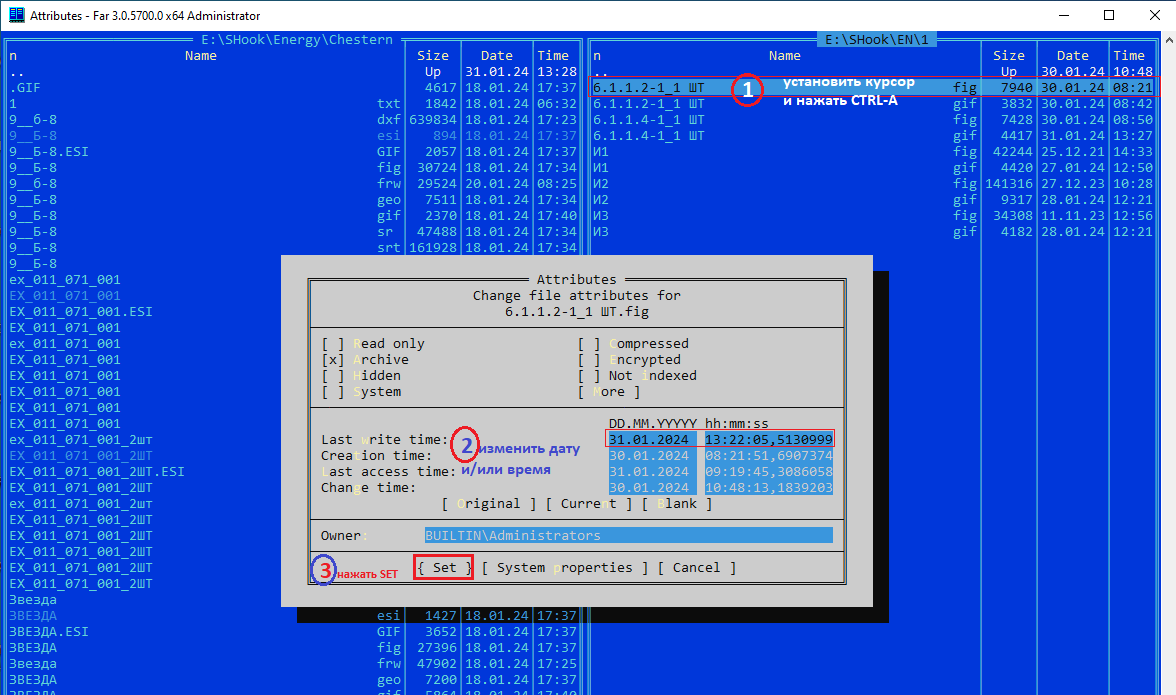 Attributes - Far 3.0.5700.0 x64 Administrator
E:\SHook\Energy\Chestern
n Name Size Date Time
.. Up 31.01.24 13:28
.GIF 4617 18.01.24 17:37
1 txt 1842 18.01.24 06:32
9__б-8 dxf 639834 18.01.24 17:23
9__Б-8 esi 894 18.01.24 17:37
9__Б-8.ESI GIF 2057 18.01.24 17:37
9__Б-8 fig 30724 18.01.24 17:34
9__б-8 frw 29524 20.01.24 08:25
9__Б-8 geo 7511 18.01.24 17:34
9__Б-8 gif 2370 18.01.24 17:40
9__Б-8 sr 47488 18.01.24 17:34
9__Б-8 srt 161928 18.01.24 17:34
9__Б-8
ex_011_071_001
EX_011_071_001
EX_011_071_001.ESI
EX_011_071_001
ex_011_071_001
EX_011_071_001
EX_011_071_001
EX_011_071_001
EX_011_071_001
EX_011_071_001
ex_011_071_001_2шт
EX_011_071_001_2ШТ
EX_011_071_001_2ШТ.ESI
EX_011_071_001_2ШТ
ex_011_071_001_2шт
EX_011_071_001_2ШТ
EX_011_071_001_2ШТ
EX_011_071_001_2ШТ
EX_011_071_001_2ШТ
EX_011_071_001_2ШТ
Звезда
ЗВЕЗДА esi 1427 18.01.24 17:37
ЗВЕЗДА.ESI GIF 3652 18.01.24 17:37
ЗВЕЗДА fig 27396 18.01.24 17:34
Звезда frw 47902 18.01.24 17:25
ЗВЕЗДА geo 7200 18.01.24 17:37
ЗВЕЗДА gif 5864 18.01.24 17:40
E:\SHook\EN\1
n Name Size Date Time
.. Up 30.01.24 10:48
6.1.1.2-1_1 ШТ fig 7940 30.01.24 08:21
6.1.1.2-1_1 ШТ gif 3832 30.01.24 08:42
6.1.1.4-1_1 ШТ fig 7428 30.01.24 08:50
6.1.1.4-1_1 ШТ gif 4417 31.01.24 13:27
И1 fig 42244 25.12.21 14:33
И1 gif 4420 27.01.24 12:50
И2 fig 141316 27.12.23 10:28
И2 gif 9317 28.01.24 12:21
И3 fig 34308 11.11.23 12:56
И3 gif 4182 28.01.24 12:21
1 установить курсор
и нажать CTRL-A
Attributes
Change file attributes for
6.1.1.2-1_1 ШТ.fig
[ ] Read only [ ] Compressed
[x] Archive [ ] Encrypted
[ ] Hidden [ ] Not indexed
[ ] System [ More ]
DD.MM.YYYYY hh:mm:ss
Last write time: 31.01.2024 13:22:05,5130999
Creation time: 30.01.2024 08:21:51,6907374
Last access time: 31.01.2024 09:19:45,3086058
Change time: 30.01.2024 10:48:13,1839203
2 изменить дату
и/или время
[ Original ] [ Current ] [ Blank ]
Owner: BUILTIN\Administrators
3 нажать SET
{ Set } [ System properties ] [ Cancel ]